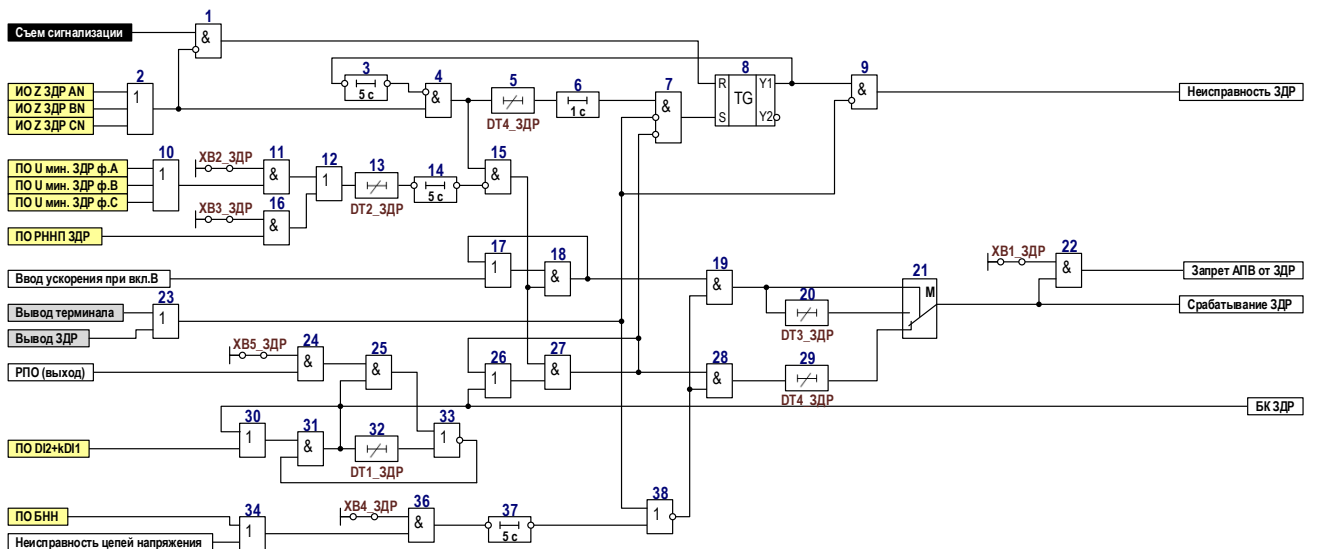 1
Съем сигнализации
&
2
3
4
5
6
7
8
9
ИО Z ЗДР AN
ИО Z ЗДР BN
ИО Z ЗДР CN
1
5 с
&
DT4_ЗДР
1 с
&
R
S
TG
Y1
Y2
&
Неисправность ЗДР
10
11
12
13
14
15
ПО U мин. ЗДР ф.А
ПО U мин. ЗДР ф.В
ПО U мин. ЗДР ф.С
1
XB2_ЗДР
&
1
DT2_ЗДР
5 с
&
16
XB3_ЗДР
&
ПО РННП ЗДР
17
18
19
20
21
22
Ввод ускорения при вкл.В
1
&
&
DT3_ЗДР
M
XB1_ЗДР
&
Запрет АПВ от ЗДР
Срабатывание ЗДР
23
Вывод терминала
Вывод ЗДР
1
24
25
26
27
28
29
XB5_ЗДР
РПО (выход)
&
&
1
&
&
DT4_ЗДР
БК ЗДР
30
31
32
33
ПО DI2+kDI1
1
&
DT1_ЗДР
1
34
36
37
38
ПО БНН
Неисправность цепей напряжения
1
XB4_ЗДР
&
5 с
1